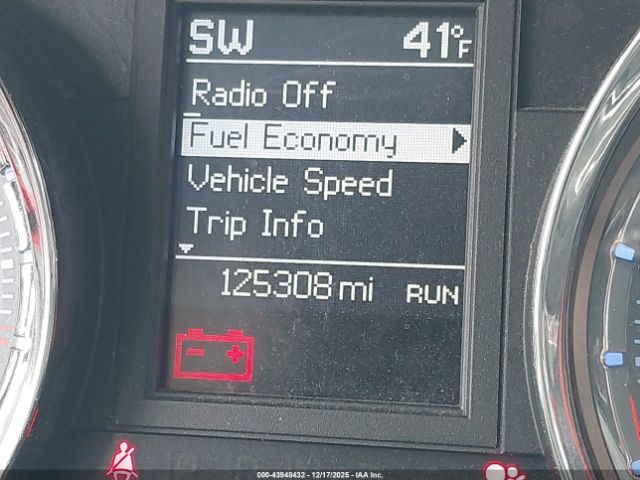 SW 41°F
Radio Off
Fuel Economy
Vehicle Speed
Trip Info
125308 mi RUN
000-43948432 - 12/17/2025 - IAA Inc.